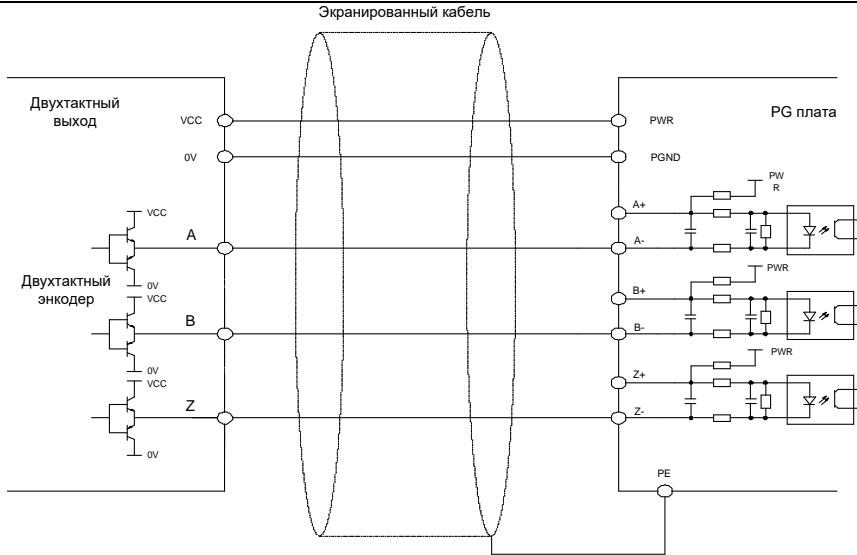 Экранированный кабель
Двухтактный
выход
PG плата
VCC
PWR
0V
PGND
PW
R
VCC
A+
A
A-
0V
Двухтактный
энкодер
VCC
PWR
B+
B
B-
0V
VCC
PWR
Z+
Z
Z-
0V
PE